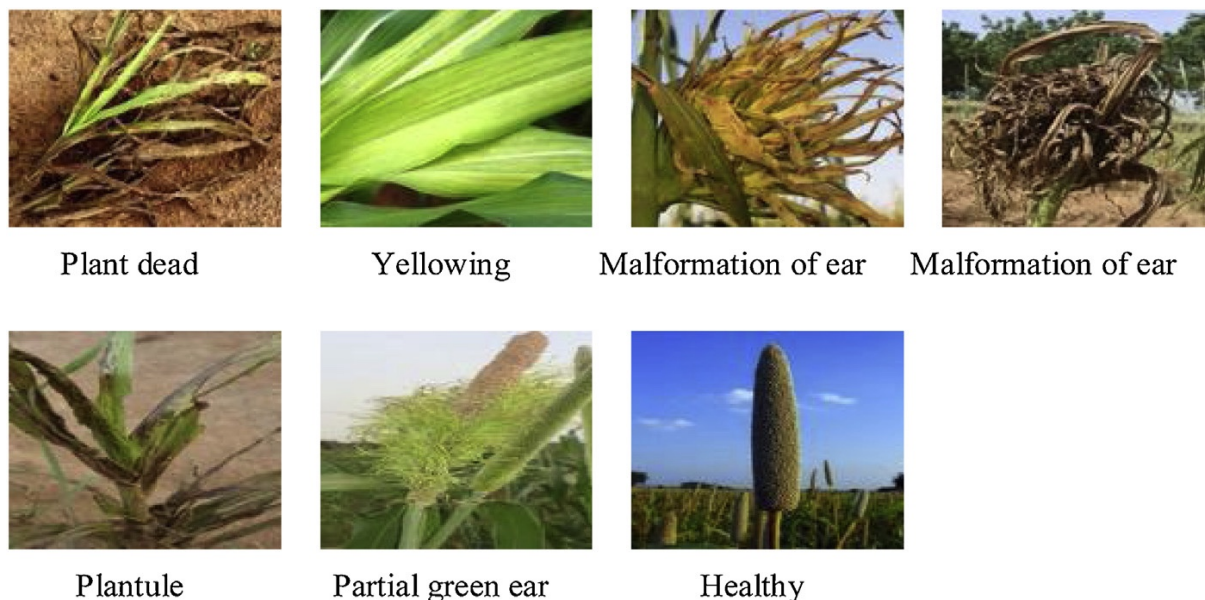 Plant dead
Yellowing
Malformation of ear
Malformation of ear
Plantule
Partial green ear
Healthy